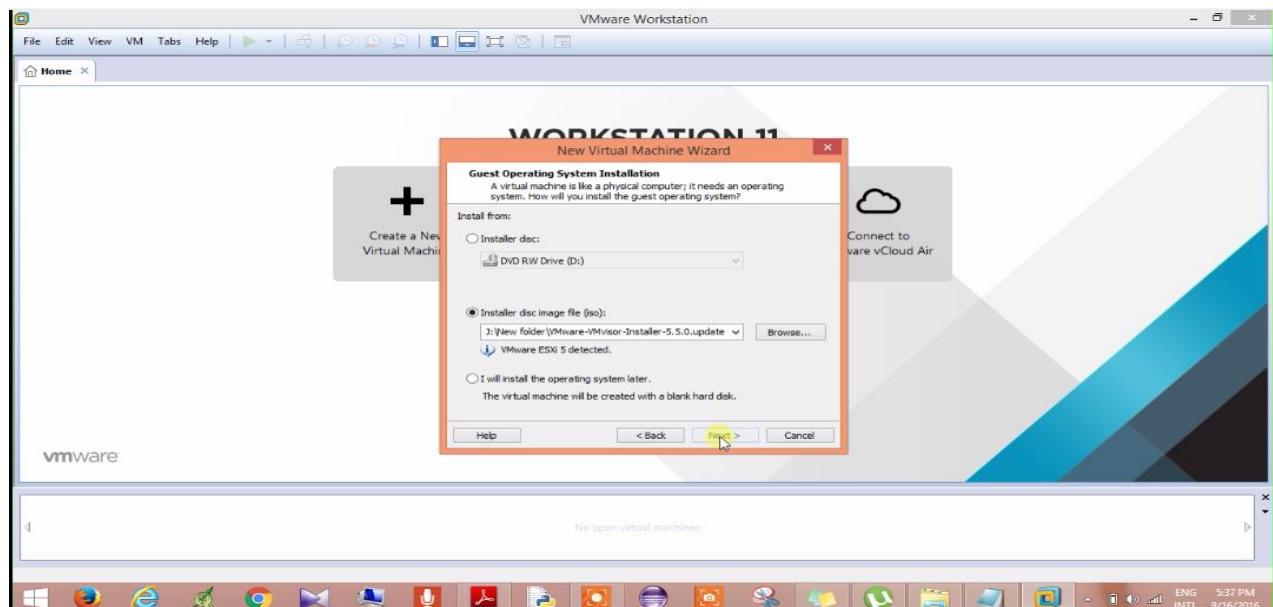 VMware Workstation
File Edit View VM Tabs Help
Home
WORKSTATION 11
New Virtual Machine Wizard
Guest Operating System Installation
A virtual machine is like a physical computer; it needs an operating
system. How will you install the guest operating system?
Install from:
Installer disc:
DVD RW Drive (D:)
Installer disc image file (iso):
J:\New folder\VMware-VMvisor-Installer-5.5.0.update
Browse...
VMware ESXi 5 detected.
I will install the operating system later.
The virtual machine will be created with a blank hard disk.
Help
< Back
Next >
Cancel
Create a New
Virtual Machi
Connect to
ware vCloud Air
vmware
No open virtual machines
ENG 5:37 PM
INTL 8/16/2016